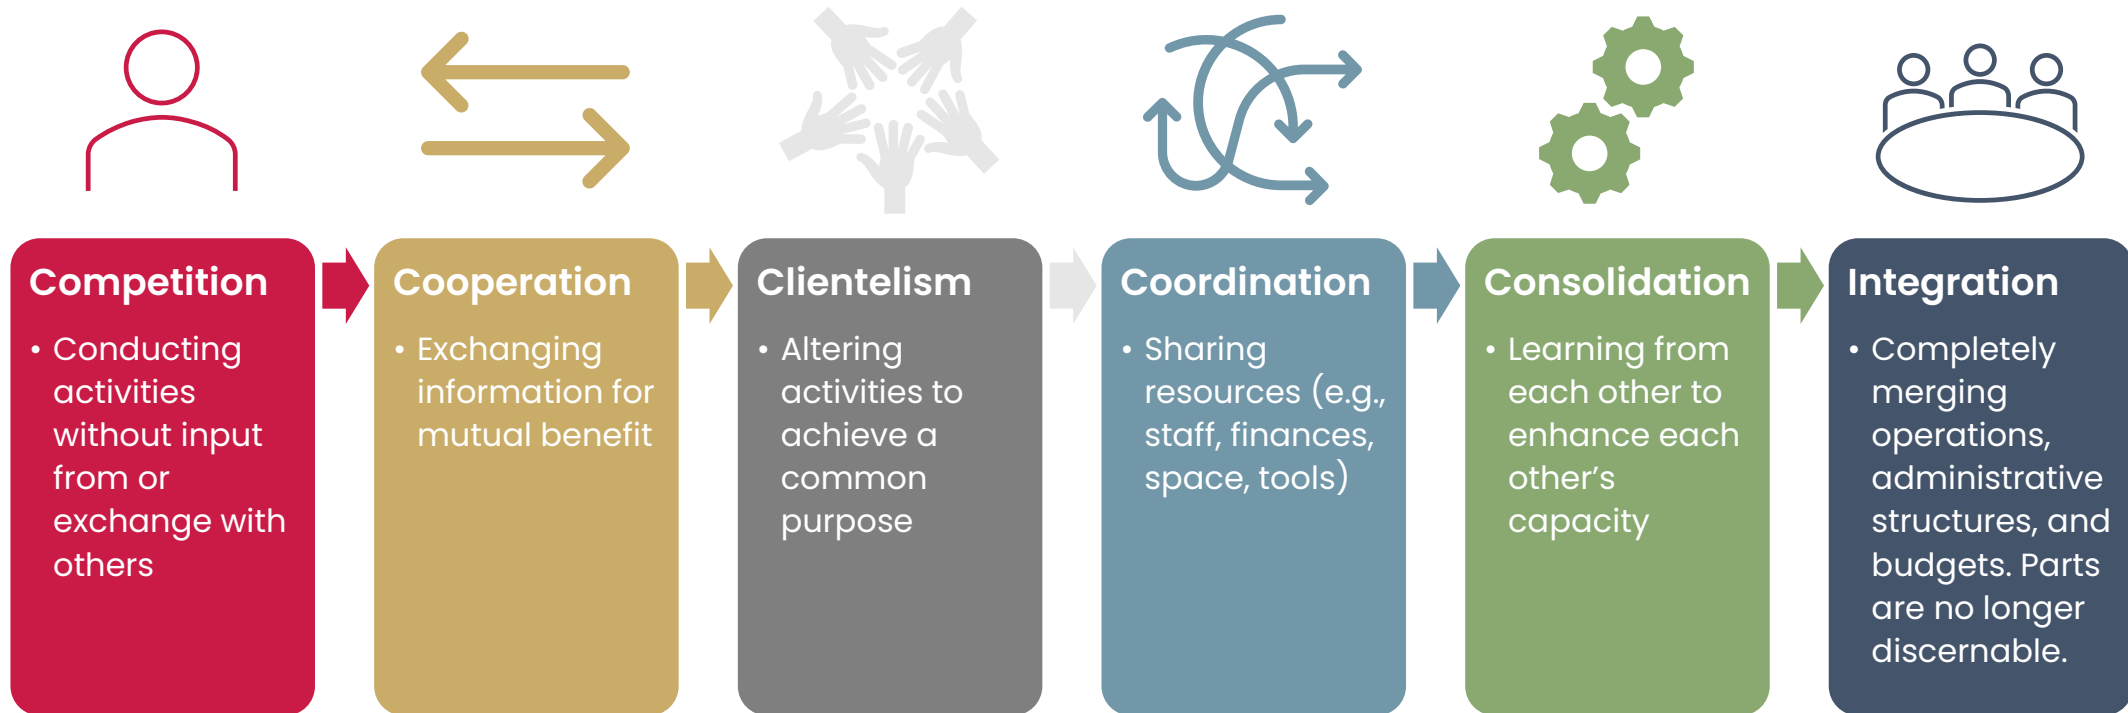 Competition
• Conducting
activities
without input
from or
exchange with
others
Cooperation
• Exchanging
information for
mutual benefit
Clientelism
• Altering
activities to
achieve a
common
purpose
Coordination
• Sharing
resources (e.g.,
staff, finances,
space, tools)
Consolidation
• Learning from
each other to
enhance each
other’s
capacity
Integration
• Completely
merging
operations,
administrative
structures, and
budgets. Parts
are no longer
discernable.